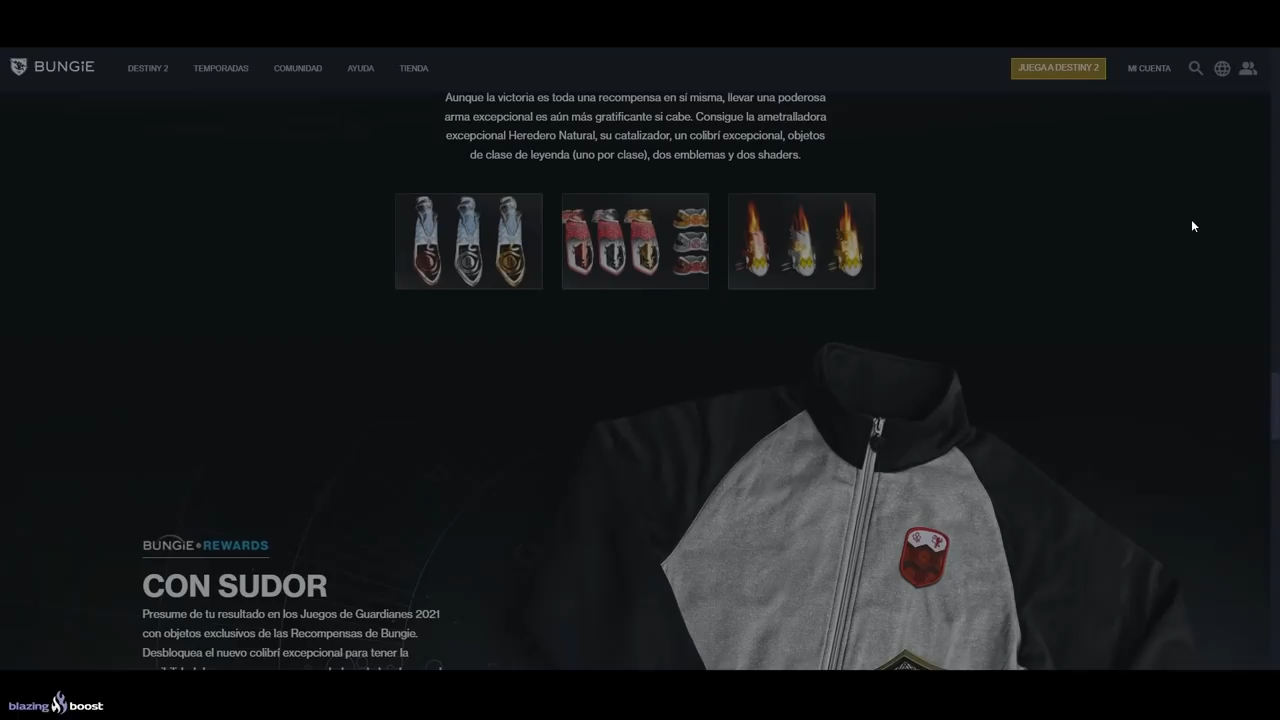 BUNGiE DESTINY 2 TEMPORADAS COMUNIDAD AYUDA TIENDA JUEGA A DESTINY 2 MI CUENTA
Aunque la victoria es toda una recompensa en sí misma, llevar una poderosa
arma excepcional es aún más gratificante si cabe. Consigue la ametralladora
excepcional Heredero Natural, su catalizador, un colibrí excepcional, objetos
de clase de leyenda (uno por clase), dos emblemas y dos shaders.
BUNGiE•REWARDS
CON SUDOR
Presume de tu resultado en los Juegos de Guardianes 2021
con objetos exclusivos de las Recompensas de Bungie.
Desbloquea el nuevo colibrí excepcional para tener la
blazing boost